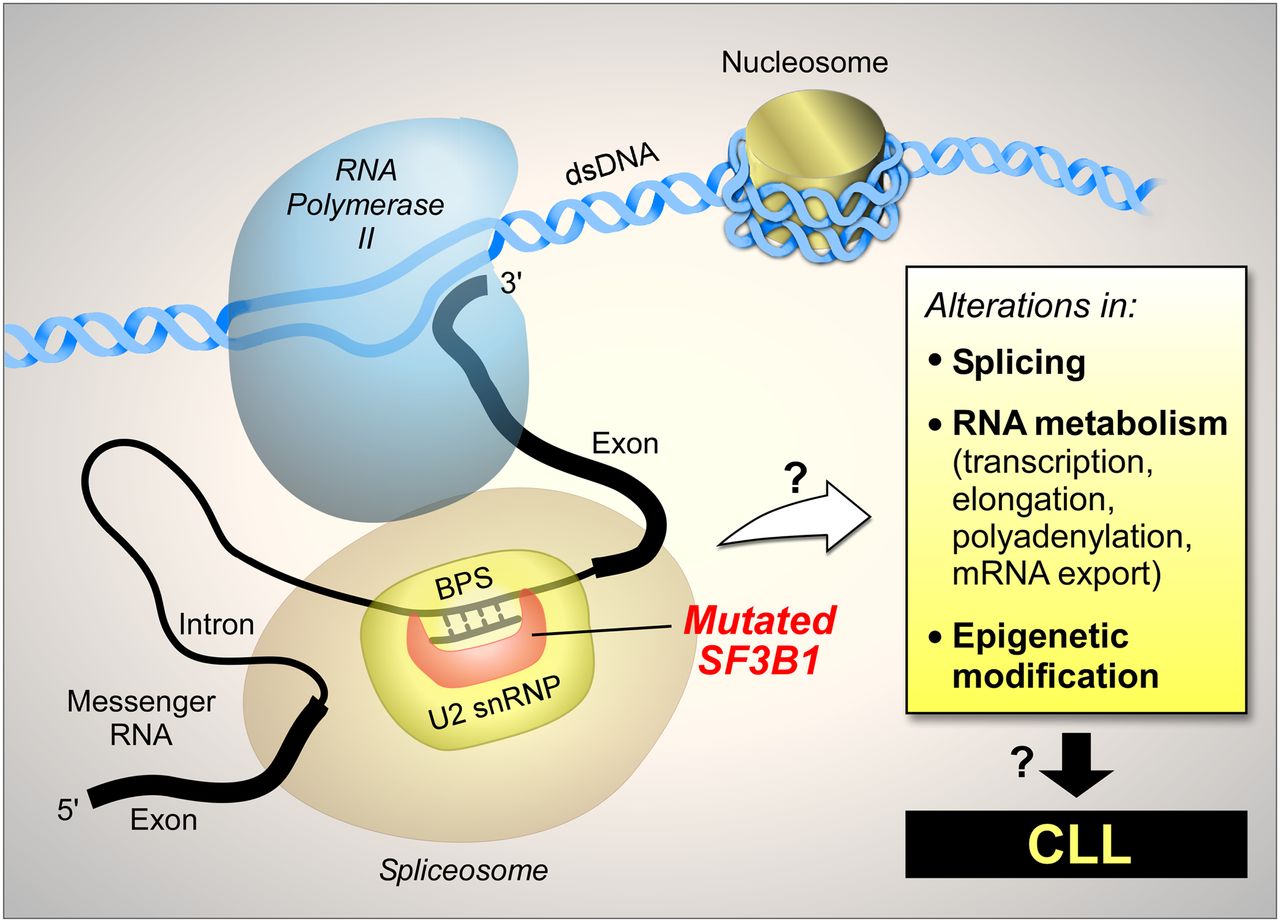 Nucleosome
dsDNA
RNA
Polymerase
II
3'
Exon
?
BPS
Intron
Mutated
SF3B1
U2 snRNP
Messenger
RNA
5'
Exon
Spliceosome
Alterations in:
• Splicing
• RNA metabolism
(transcription,
elongation,
polyadenylation,
mRNA export)
• Epigenetic
modification
?
CLL